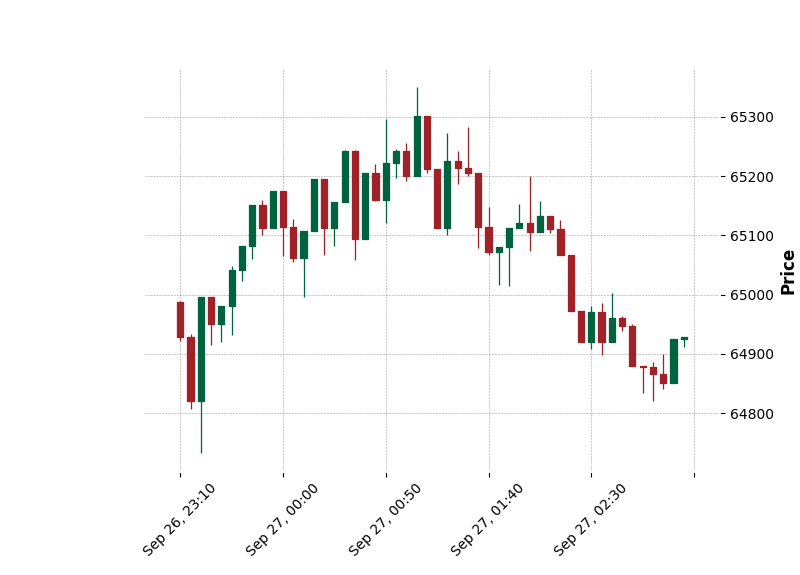 65300
65200
65100
65000
64900
64800
Price
Sep 26, 23:10
Sep 27, 00:00
Sep 27, 00:50
Sep 27, 01:40
Sep 27, 02:30